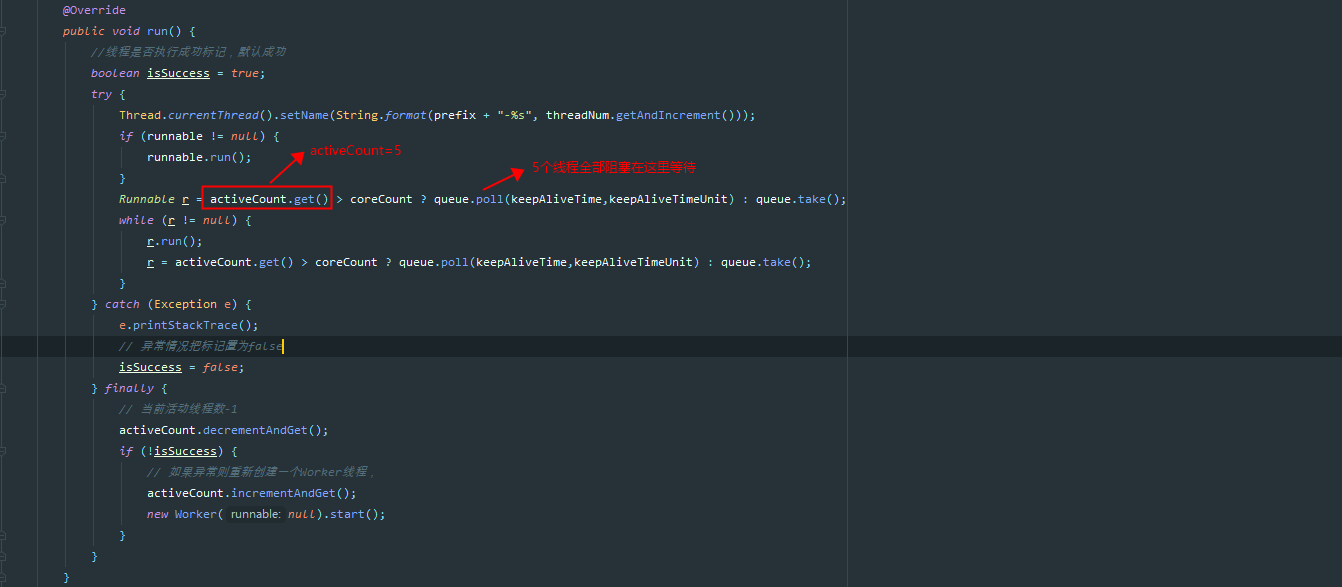 @Override
public void run() {
//线程是否执行成功标记，默认成功
boolean isSuccess = true;
try {
Thread.currentThread().setName(String.format(prefix + "-%s", threadNum.getAndIncrement()));
if (runnable != null) {
activeCount=5
runnable.run();
5个线程全部阻塞在这里等待
}
Runnable r = activeCount.get() > coreCount ? queue.poll(keepAliveTime,keepAliveTimeUnit) : queue.take();
while (r != null) {
r.run();
r = activeCount.get() > coreCount ? queue.poll(keepAliveTime,keepAliveTimeUnit) : queue.take();
}
} catch (Exception e) {
e.printStackTrace();
// 异常情况把标记置为false
isSuccess = false;
} finally {
// 当前活动线程数-1
activeCount.decrementAndGet();
if (!isSuccess) {
// 如果异常则重新创建一个Worker线程，
activeCount.incrementAndGet();
new Worker( runnable: null).start();
}
}
}